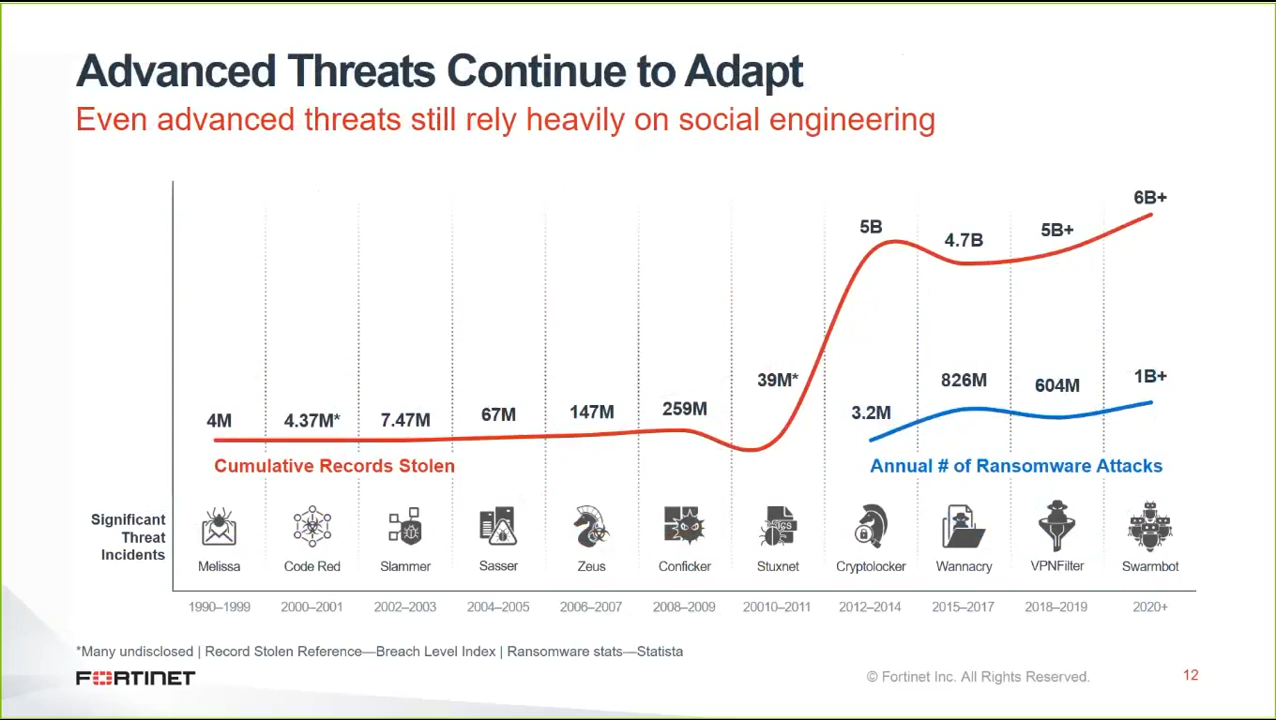 Advanced Threats Continue to Adapt
Even advanced threats still rely heavily on social engineering
6B+
5B
5B+
4.7B
39M*
826M
604M
1B+
4M
4.37M*
7.47M
67M
147M
259M
3.2M
Cumulative Records Stolen
Annual # of Ransomware Attacks
Significant
Threat
Incidents
Melissa
Code Red
Slammer
Sasser
Zeus
Conficker
Stuxnet
Cryptolocker
Wannacry
VPNFilter
Swarmbot
1990–1999
2000–2001
2002–2003
2004–2005
2006–2007
2008–2009
20010–2011
2012–2014
2015–2017
2018–2019
2020+
*Many undisclosed | Record Stolen Reference—Breach Level Index | Ransomware stats—Statista
FORTINET
© Fortinet Inc. All Rights Reserved.
12